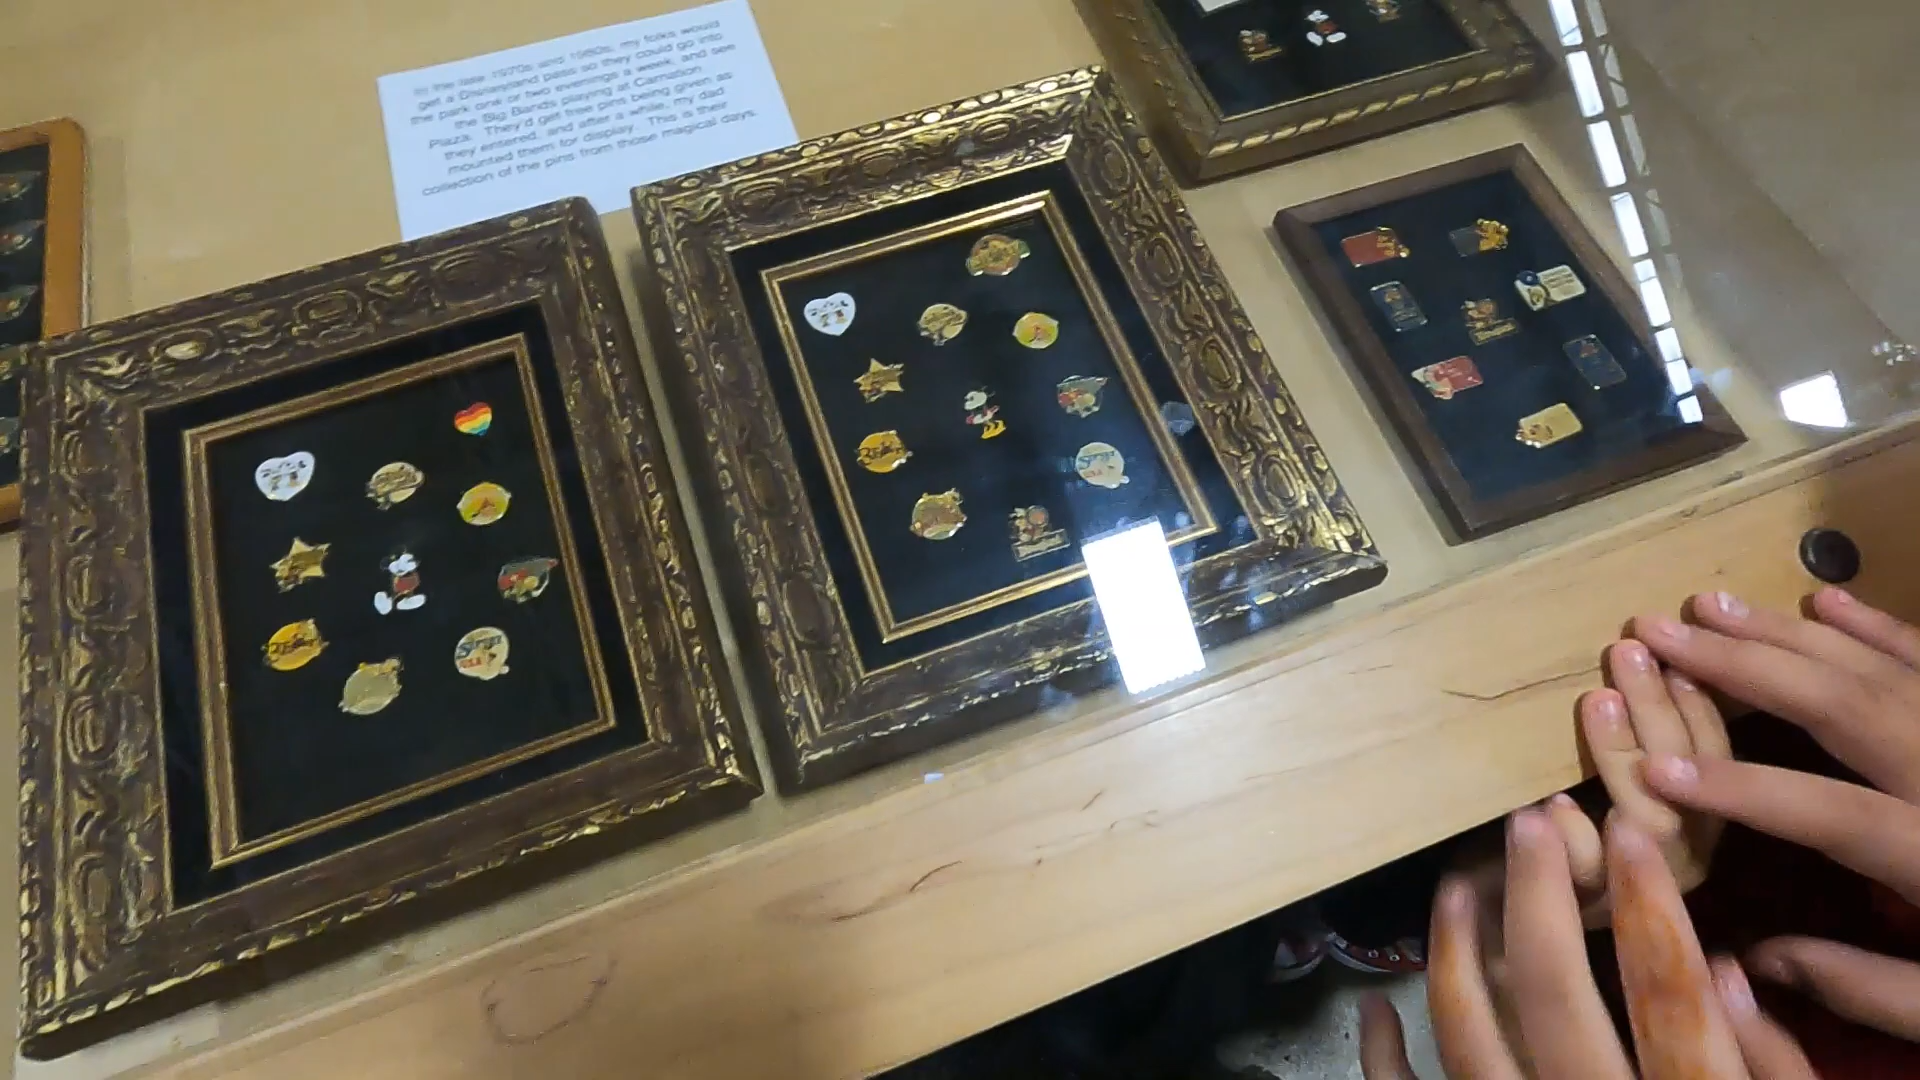 In the late 1970s and 1980s, my folks would
get a Disneyland pass so they could go into
the park one or two evenings a week, and see
the Big Bands playing at Carnation
Plaza. They'd get free pins being given as
they entered, and after a while, my dad
mounted them for display. This is their
collection of the pins from those magical days.